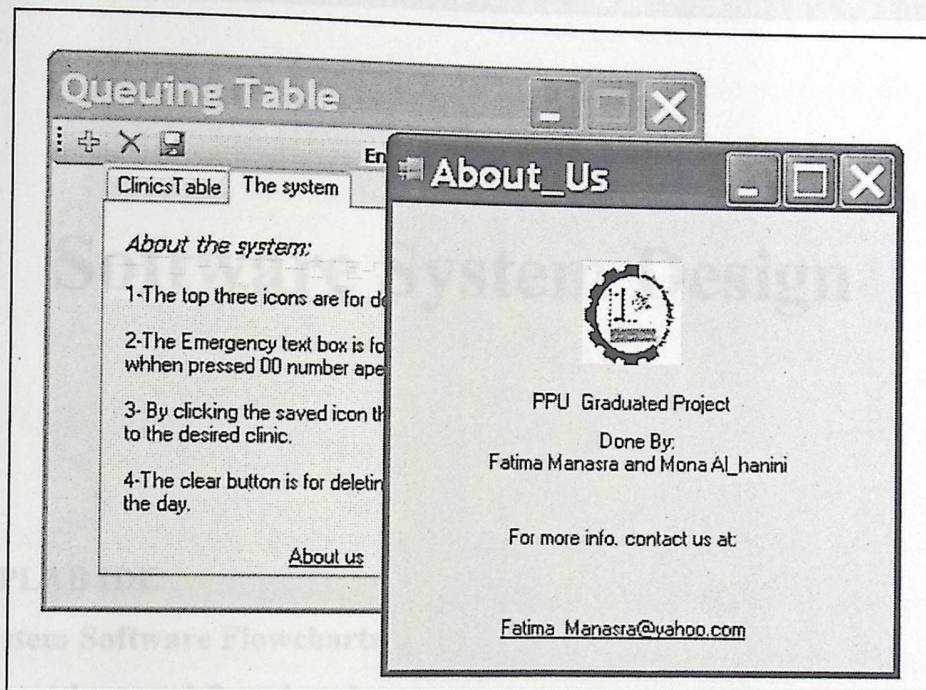 Queuing Table
En
ClinicsTable The system
About the system:
1-The top three icons are for de
2-The Emergency text box is fo
whhen pressed 00 number ape
3- By clicking the saved icon th
to the desired clinic.
4-The clear button is for deletin
the day.
About us
About_Us
PPU Graduated Project
Done By:
Fatima Manasra and Mona Al_hanini
For more info. contact us at:
Fatima_Manasra@yahoo.com
Software System Design
PLAB IDE
stem Software Flowcharts